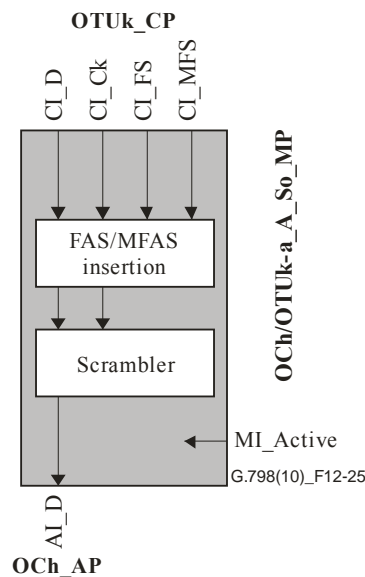 OTUk_CP
CI_D
CI_Ck
CI_FS
CI_MFS
FAS/MFAS
insertion
Scrambler
OCh/OTUk-a_A_So_MP
MI_Active
G.798(10)_F12-25
AI_D
OCh_AP